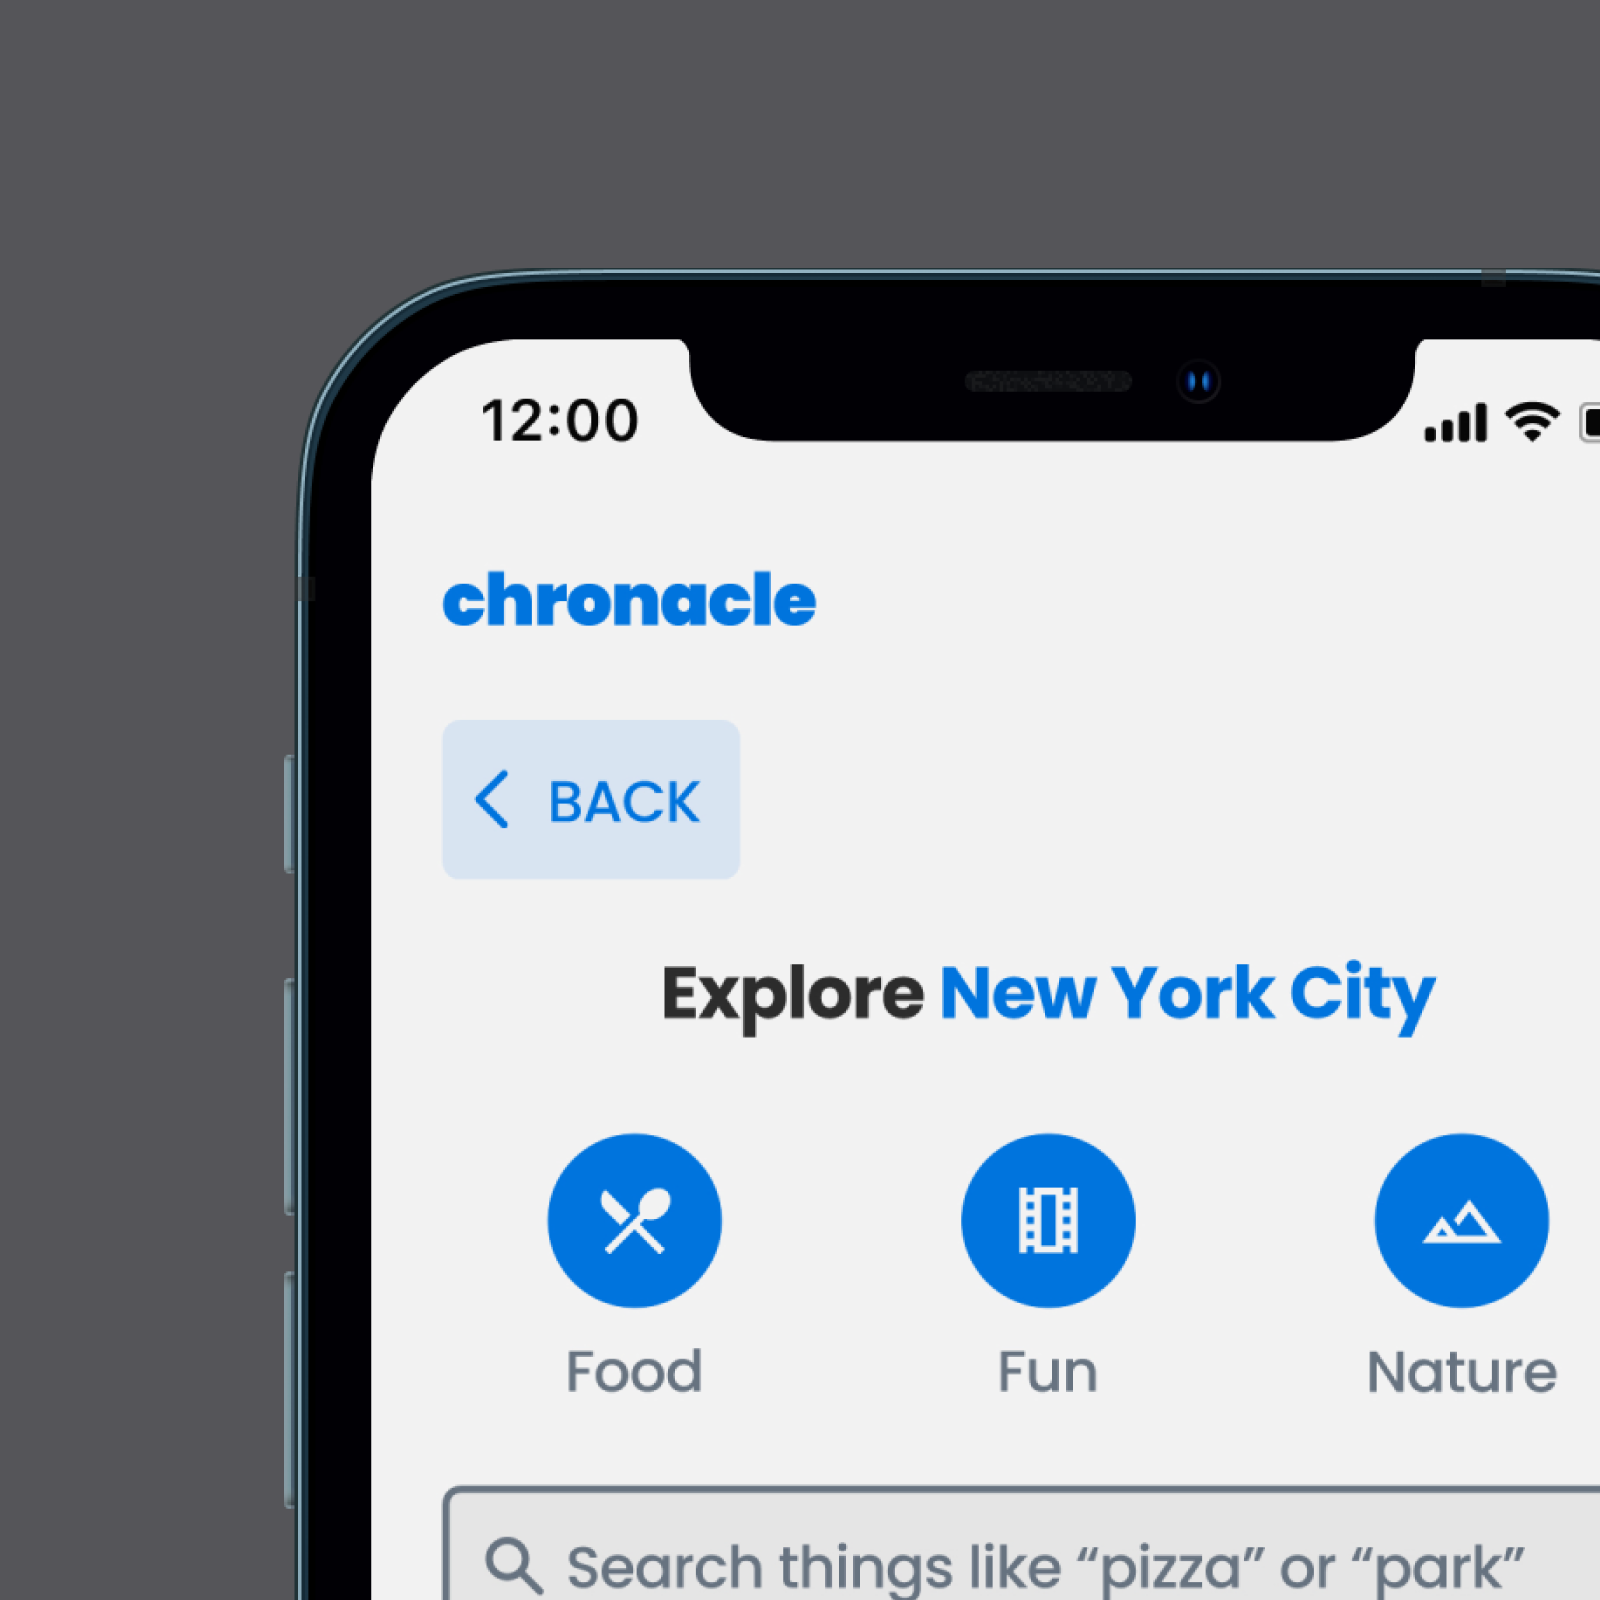 12:00
chronacle
BACK
Explore New York City
Food
Fun
Nature
Search things like “pizza” or “park”